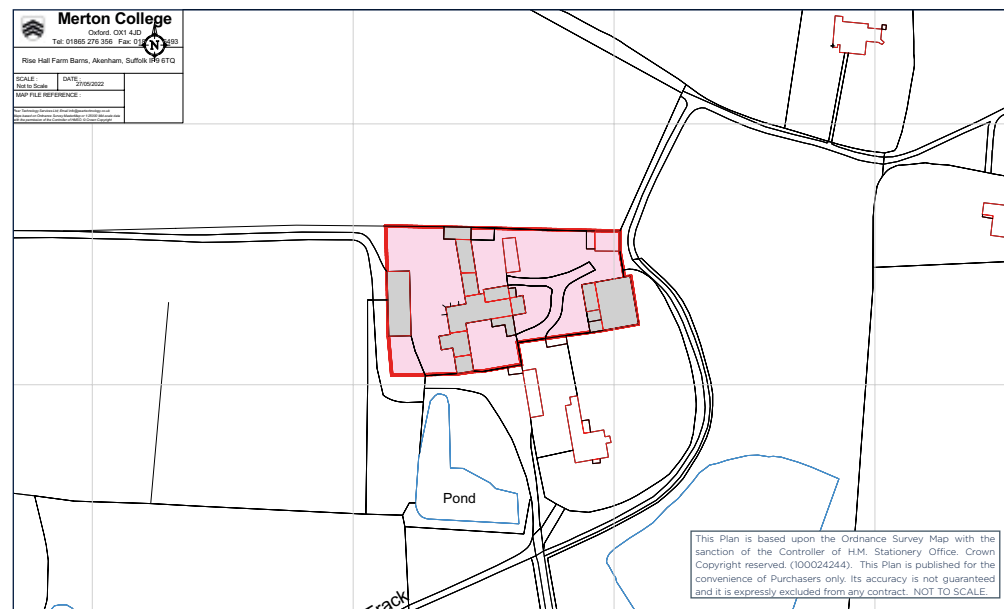 Merton College
Oxford. OX1 4JD
Tel: 01865 276 356 Fax: 493
N
Rise Hall Farm Barns, Akenham, Suffolk IP9 6TQ
SCALE : DATE :
Not to Scale 27/05/2022
MAP FILE REFERENCE :
Pond
Track
This Plan is based upon the Ordnance Survey Map with the
sanction of the Controller of H.M. Stationery Office. Crown
Copyright reserved. (100024244). This Plan is published for the
convenience of Purchasers only. Its accuracy is not guaranteed
and it is expressly excluded from any contract. NOT TO SCALE.